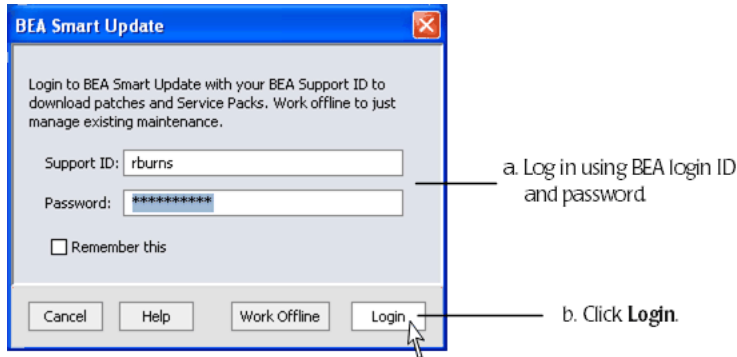 BEA Smart Update
Login to BEA Smart Update with your BEA Support ID to
download patches and Service Packs. Work offline to just
manage existing maintenance.
Support ID: rburns
Password: **********
Remember this
Cancel Help Work Offline Login
a. Log in using BEA login ID
and password.
b. Click Login.